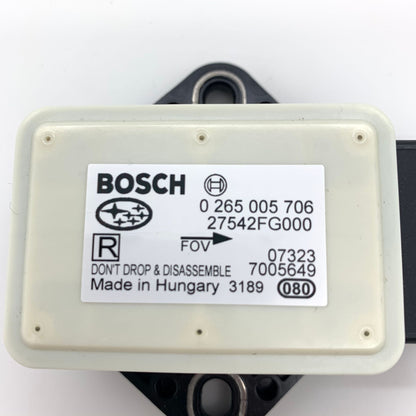 BOSCH
0 265 005 706
27542FG000
R
FOV
07323
DON'T DROP & DISASSEMBLE 7005649
Made in Hungary 3189 080